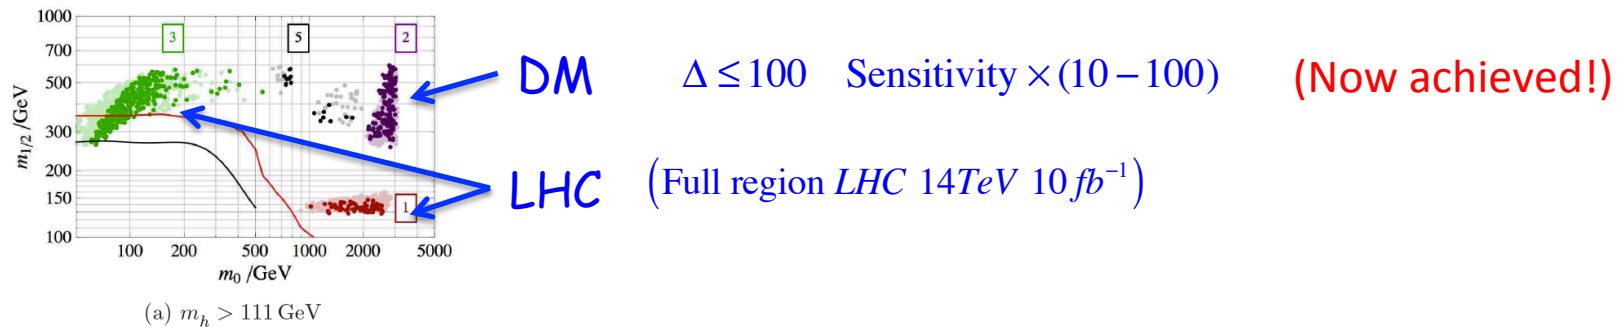 1000
700
500
300
200
150
100
m1/2 /GeV
3
5
2
1
100 200 500 1000 2000 5000
m0 /GeV
(a) mh > 111 GeV
DM Δ ≤ 100 Sensitivity × (10 − 100) (Now achieved!)
LHC (Full region LHC 14TeV 10 fb⁻¹)